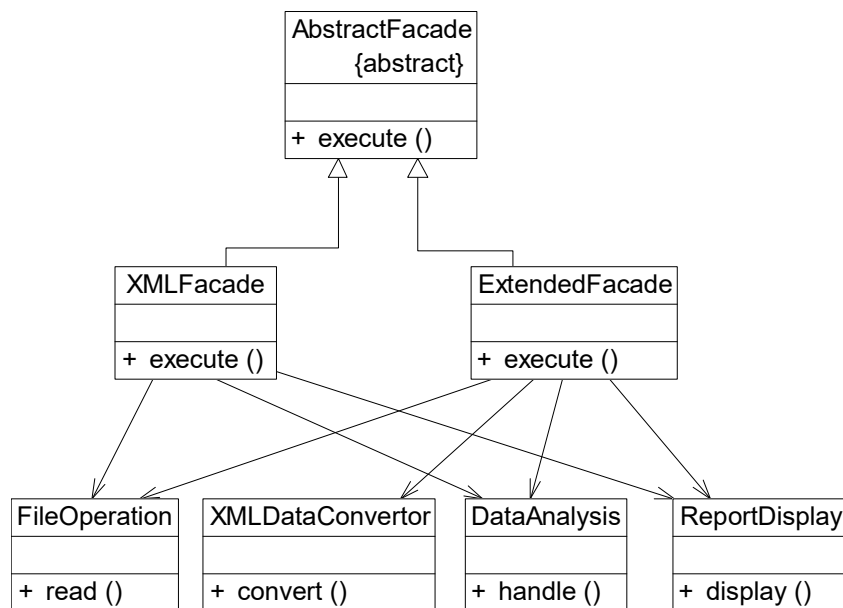 AbstractFacade
{abstract}
+ execute ()
XMLFacade
+ execute ()
ExtendedFacade
+ execute ()
FileOperation
+ read ()
XMLDataConvertor
+ convert ()
DataAnalysis
+ handle ()
ReportDisplay
+ display ()